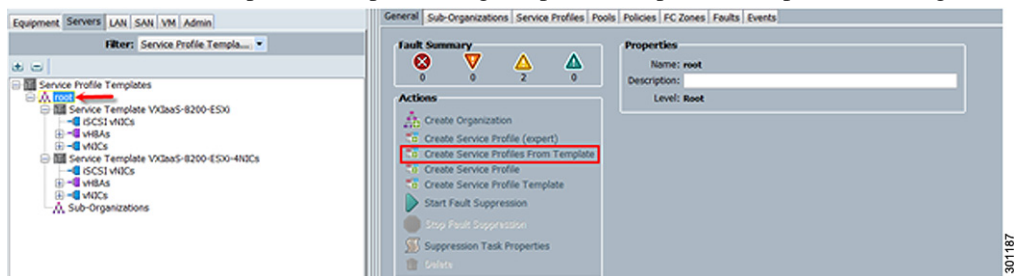 Equipment Servers LAN SAN VM Admin
Filter: Service Profile Templa...
Service Profile Templates
root
Service Template VXIaaS-B200-ESXi
iSCSI vNICs
vHBAs
vNICs
Service Template VXIaaS-B200-ESXi-4NICs
iSCSI vNICs
vHBAs
vNICs
Sub-Organizations
General Sub-Organizations Service Profiles Pools Policies FC Zones Faults Events
Fault Summary
0 0 2 0
Actions
Create Organization
Create Service Profile (expert)
Create Service Profiles From Template
Create Service Profile
Create Service Profile Template
Start Fault Suppression
Stop Fault Suppression
Suppression Task Properties
Delete
Properties
Name: root
Description:
Level: Root
301187